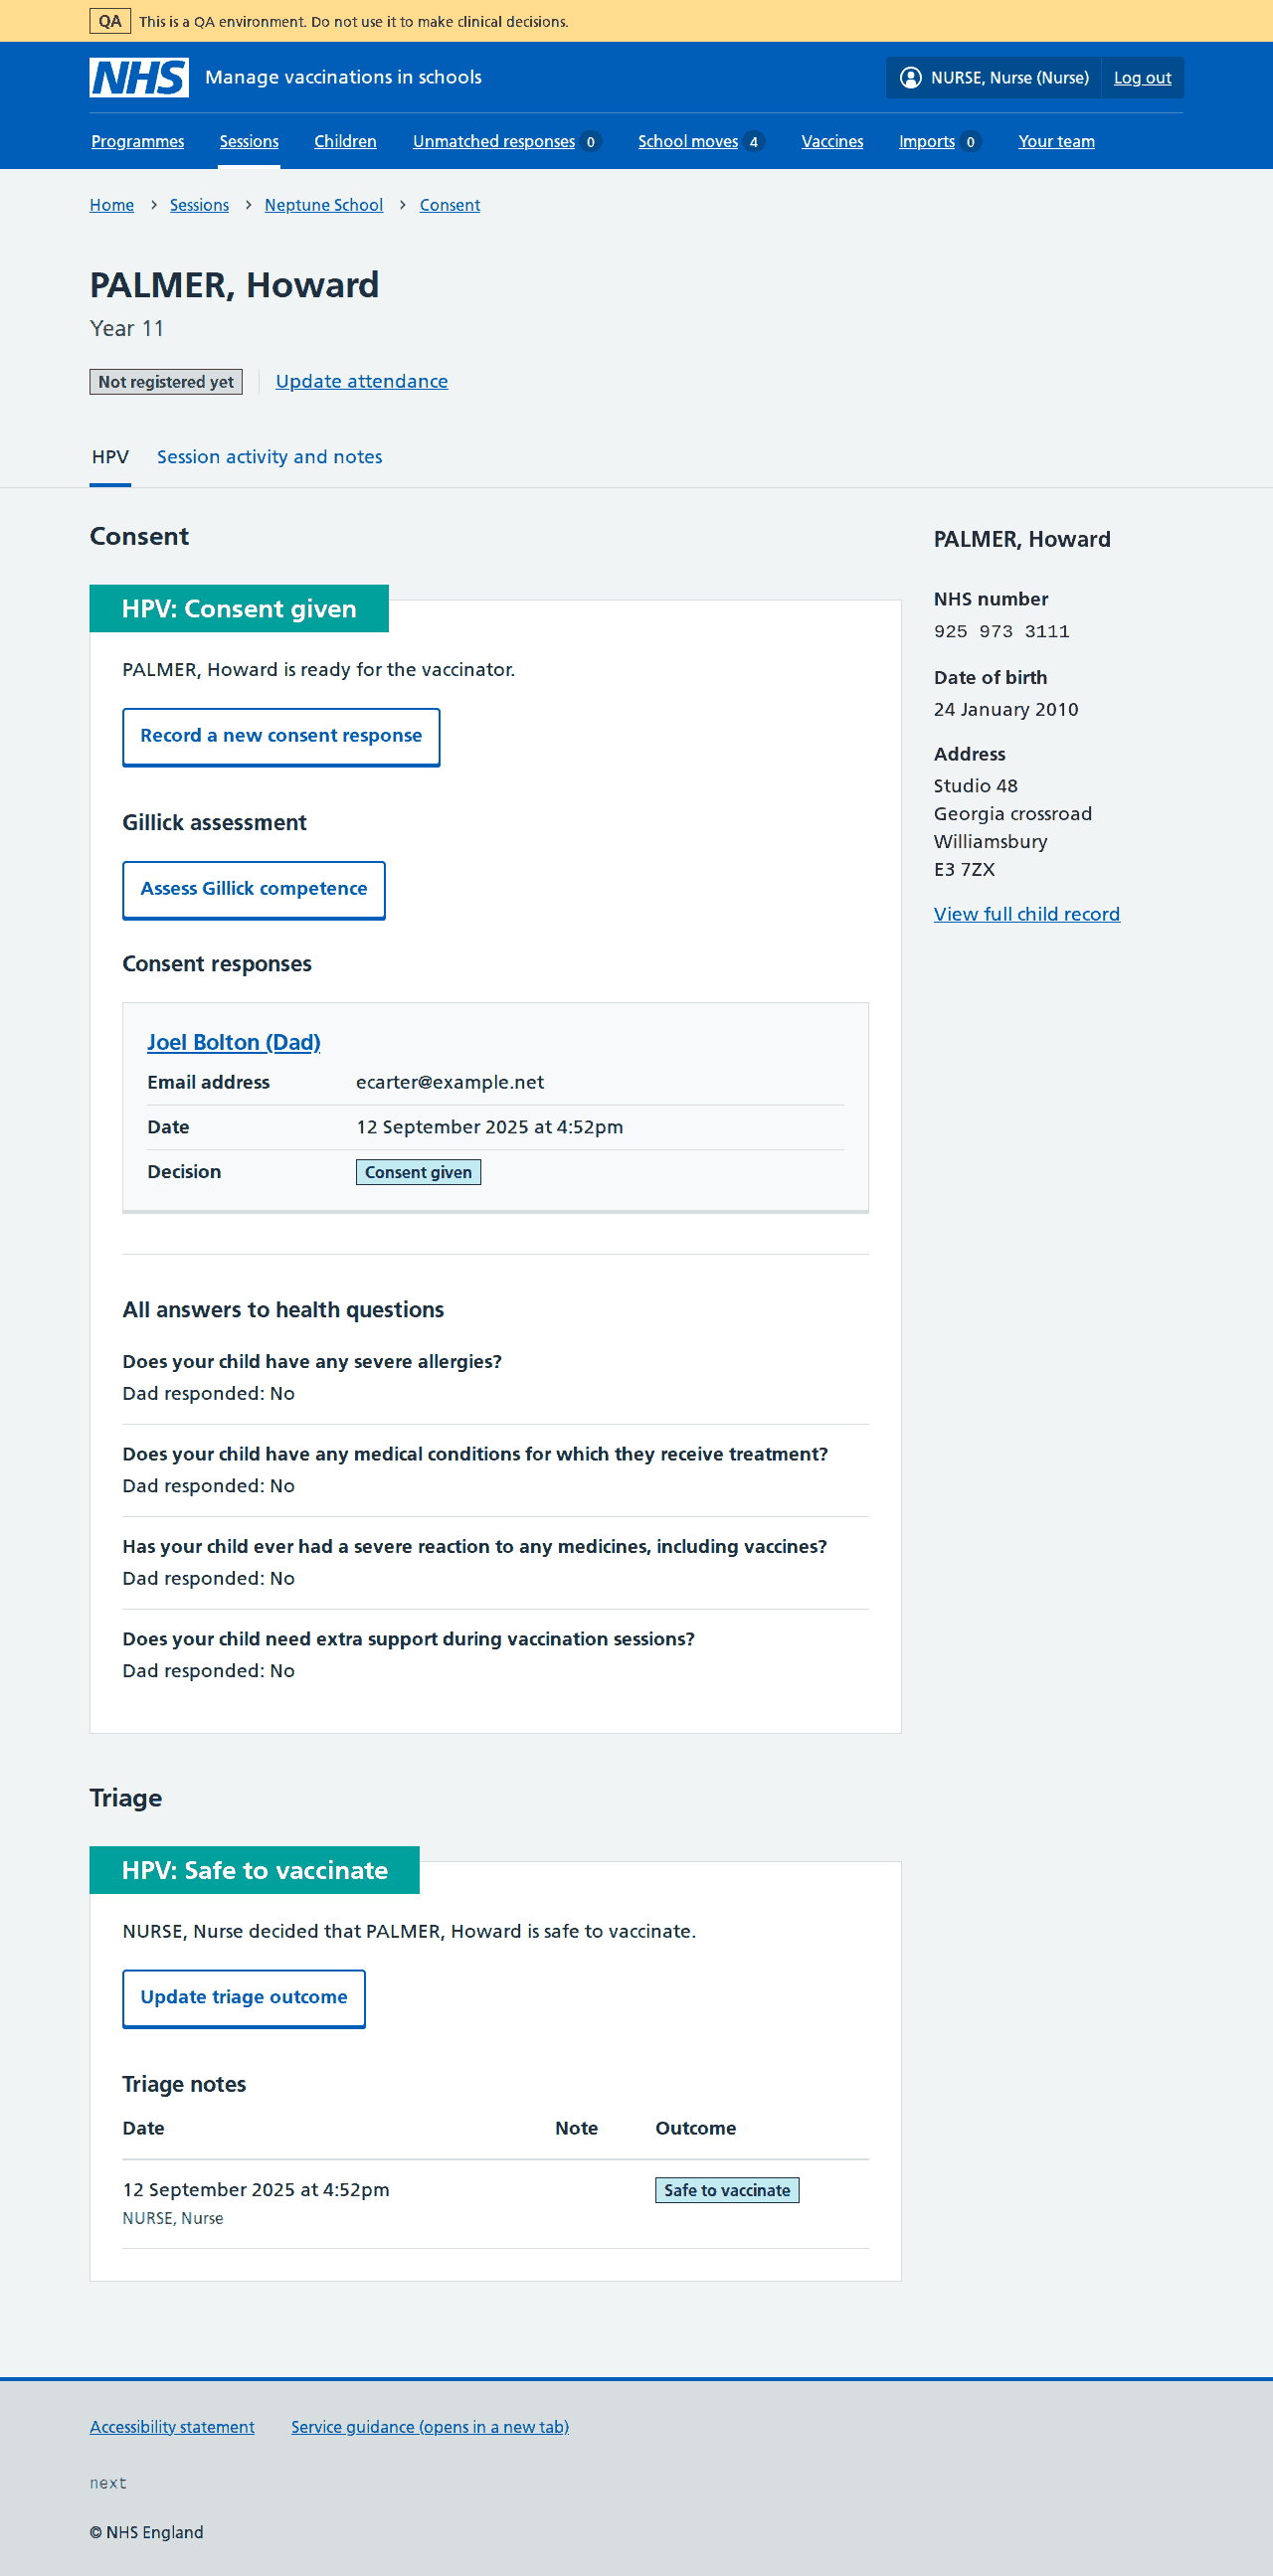 QA This is a QA environment. Do not use it to make clinical decisions.
NHS Manage vaccinations in schools NURSE, Nurse (Nurse) Log out
Programmes Sessions Children Unmatched responses 0 School moves 4 Vaccines Imports 0 Your team
Home › Sessions › Neptune School › Consent
PALMER, Howard
Year 11
Not registered yet Update attendance
HPV Session activity and notes
Consent
HPV: Consent given
PALMER, Howard is ready for the vaccinator.
Record a new consent response
Gillick assessment
Assess Gillick competence
Consent responses
Joel Bolton (Dad)
Email address ecarter@example.net
Date 12 September 2025 at 4:52pm
Decision Consent given
All answers to health questions
Does your child have any severe allergies?
Dad responded: No
Does your child have any medical conditions for which they receive treatment?
Dad responded: No
Has your child ever had a severe reaction to any medicines, including vaccines?
Dad responded: No
Does your child need extra support during vaccination sessions?
Dad responded: No
PALMER, Howard
NHS number
925 973 3111
Date of birth
24 January 2010
Address
Studio 48
Georgia crossroad
Williamsbury
E3 7ZX
View full child record
Triage
HPV: Safe to vaccinate
NURSE, Nurse decided that PALMER, Howard is safe to vaccinate.
Update triage outcome
Triage notes
Date Note Outcome
12 September 2025 at 4:52pm Safe to vaccinate
NURSE, Nurse
Accessibility statement Service guidance (opens in a new tab)
next
© NHS England